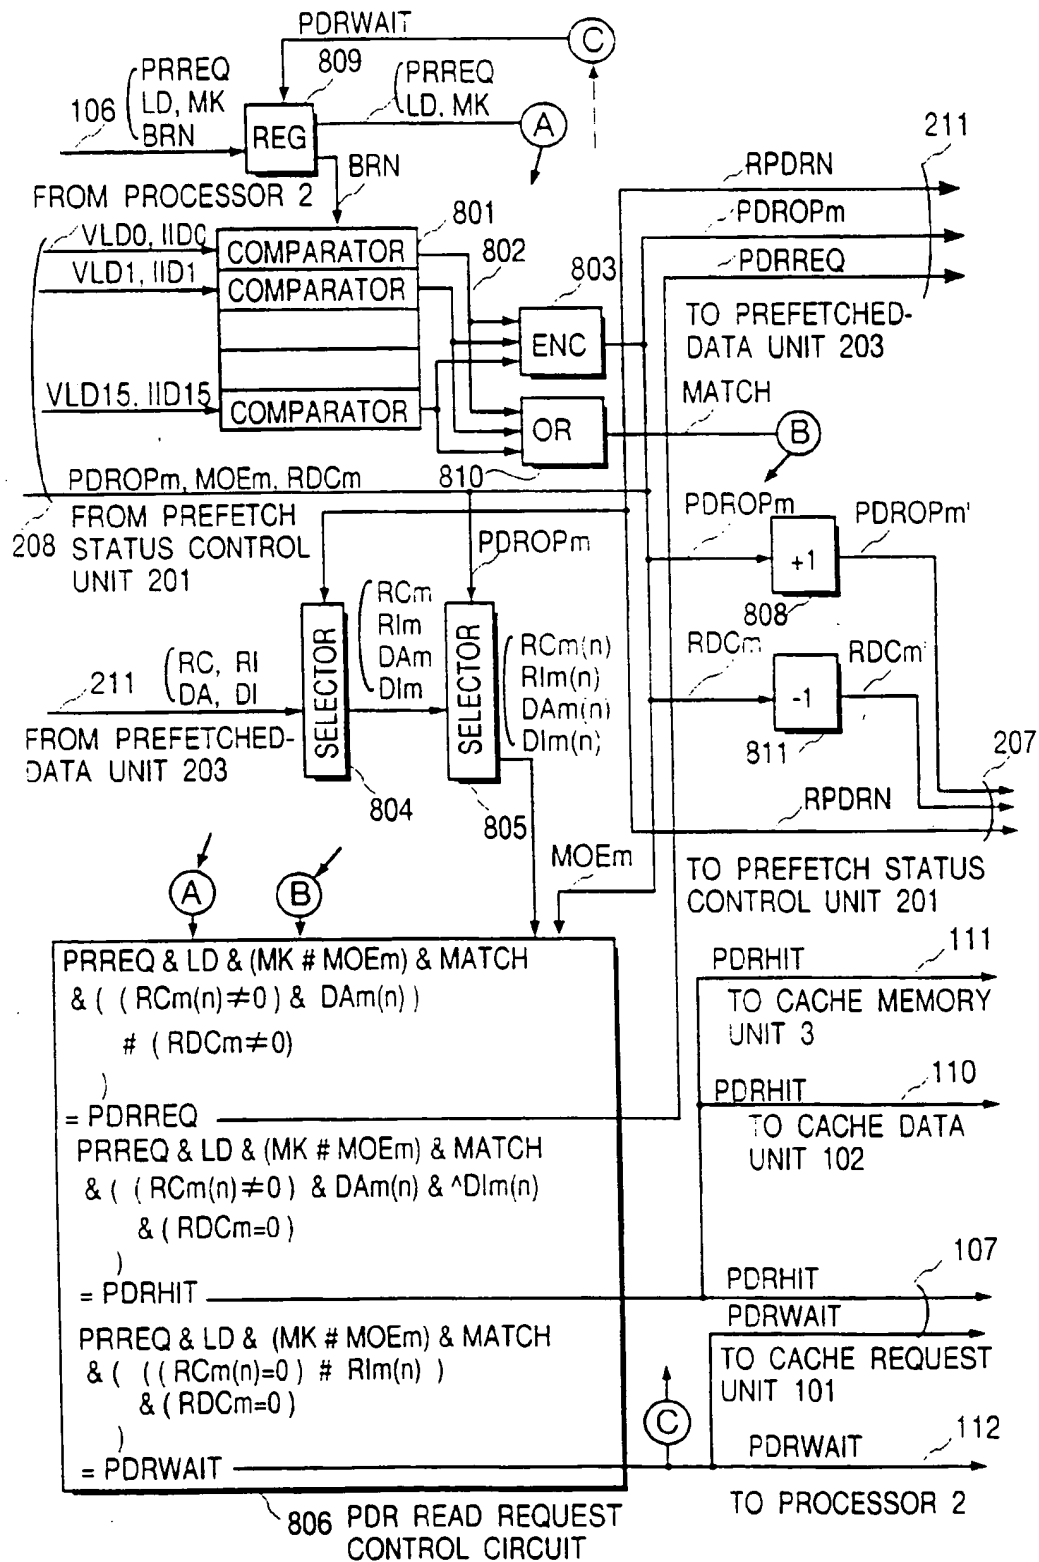 PDRWAIT
C
809
PRREQ
LD, MK
BRN
106
REG
PRREQ
LD, MK
A
BRN
FROM PROCESSOR 2
211
RPDRN
PDROPm
PDRREQ
TO PREFETCHED-
DATA UNIT 203
VLD0, IID0
VLD1, IID1
VLD15, IID15
COMPARATOR
COMPARATOR
COMPARATOR
801
802
803
ENC
OR
810
MATCH
B
PDROPm, MOEm, RDCm
208
FROM PREFETCH
STATUS CONTROL
UNIT 201
PDROPm
PDROPm
+1
808
PDROPm'
RDCm
-1
811
RDCm'
207
RPDRN
TO PREFETCH STATUS
CONTROL UNIT 201
211
RC, RI
DA, DI
FROM PREFETCHED-
DATA UNIT 203
SELECTOR
804
RCm
RIm
DAm
DIm
SELECTOR
805
RCm(n)
RIm(n)
DAm(n)
DIm(n)
MOEm
A
B
PRREQ & LD & (MK # MOEm) & MATCH
& ( ( RCm(n)≠0) & DAm(n) )
# ( RDCm≠0)
)
= PDRREQ
PRREQ & LD & (MK # MOEm) & MATCH
& ( ( RCm(n)≠0 ) & DAm(n) & ^DIm(n)
& ( RDCm=0 )
)
= PDRHIT
PRREQ & LD & (MK # MOEm) & MATCH
& ( ( ( RCm(n)=0 ) # RIm(n) )
& ( RDCm=0 )
)
= PDRWAIT
806 PDR READ REQUEST
CONTROL CIRCUIT
PDRHIT
111
TO CACHE MEMORY
UNIT 3
PDRHIT
110
TO CACHE DATA
UNIT 102
107
PDRHIT
PDRWAIT
TO CACHE REQUEST
UNIT 101
C
PDRWAIT
112
TO PROCESSOR 2